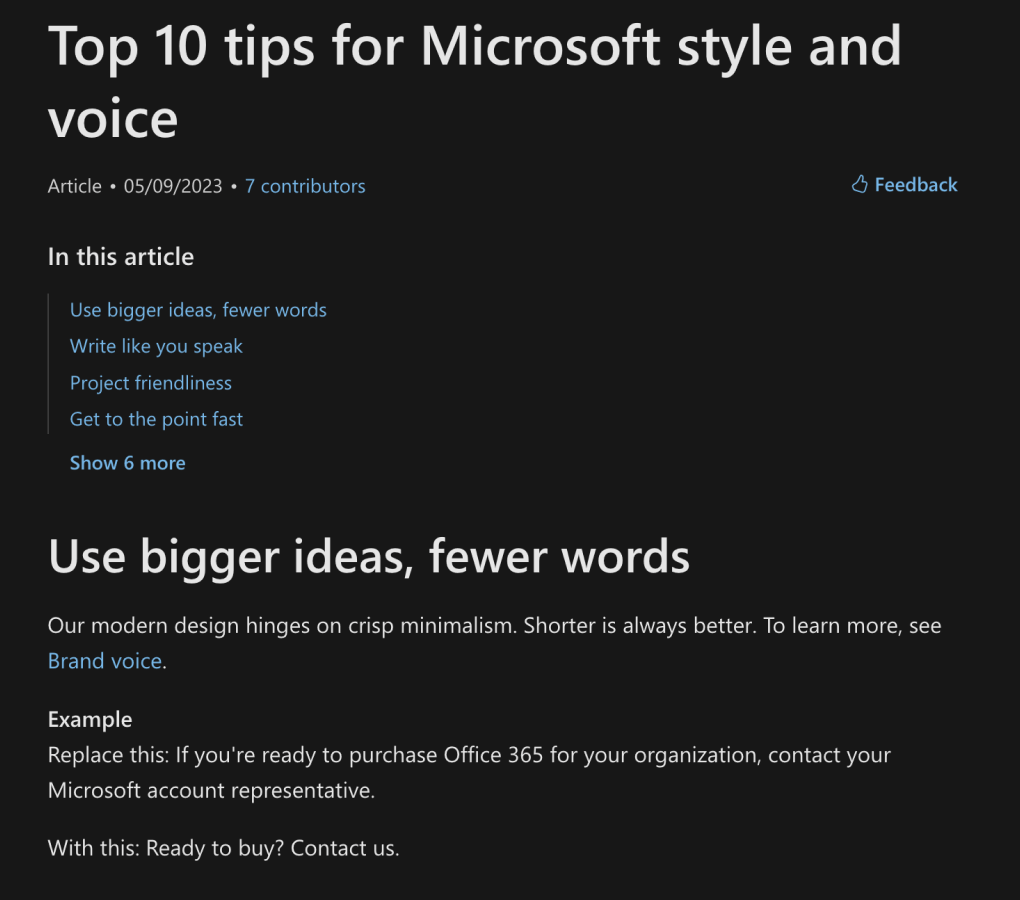 Top 10 tips for Microsoft style and
voice
Article • 05/09/2023 • 7 contributors
Feedback
In this article
Use bigger ideas, fewer words
Write like you speak
Project friendliness
Get to the point fast
Show 6 more
Use bigger ideas, fewer words
Our modern design hinges on crisp minimalism. Shorter is always better. To learn more, see
Brand voice.
Example
Replace this: If you're ready to purchase Office 365 for your organization, contact your
Microsoft account representative.
With this: Ready to buy? Contact us.